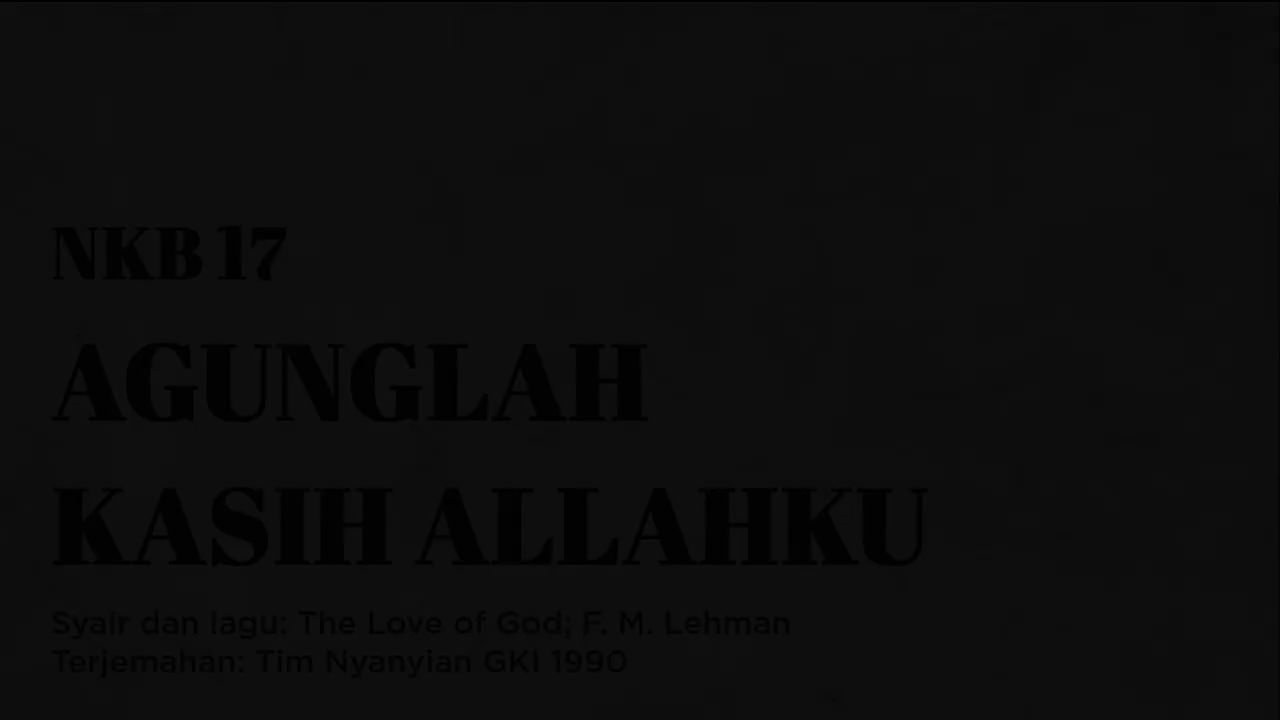 NKB 17
AGUNGLAH
KASIH ALLAHKU
Syair dan lagu: The Love of God; F. M. Lehman
Terjemahan: Tim Nyanyian GKI 1990